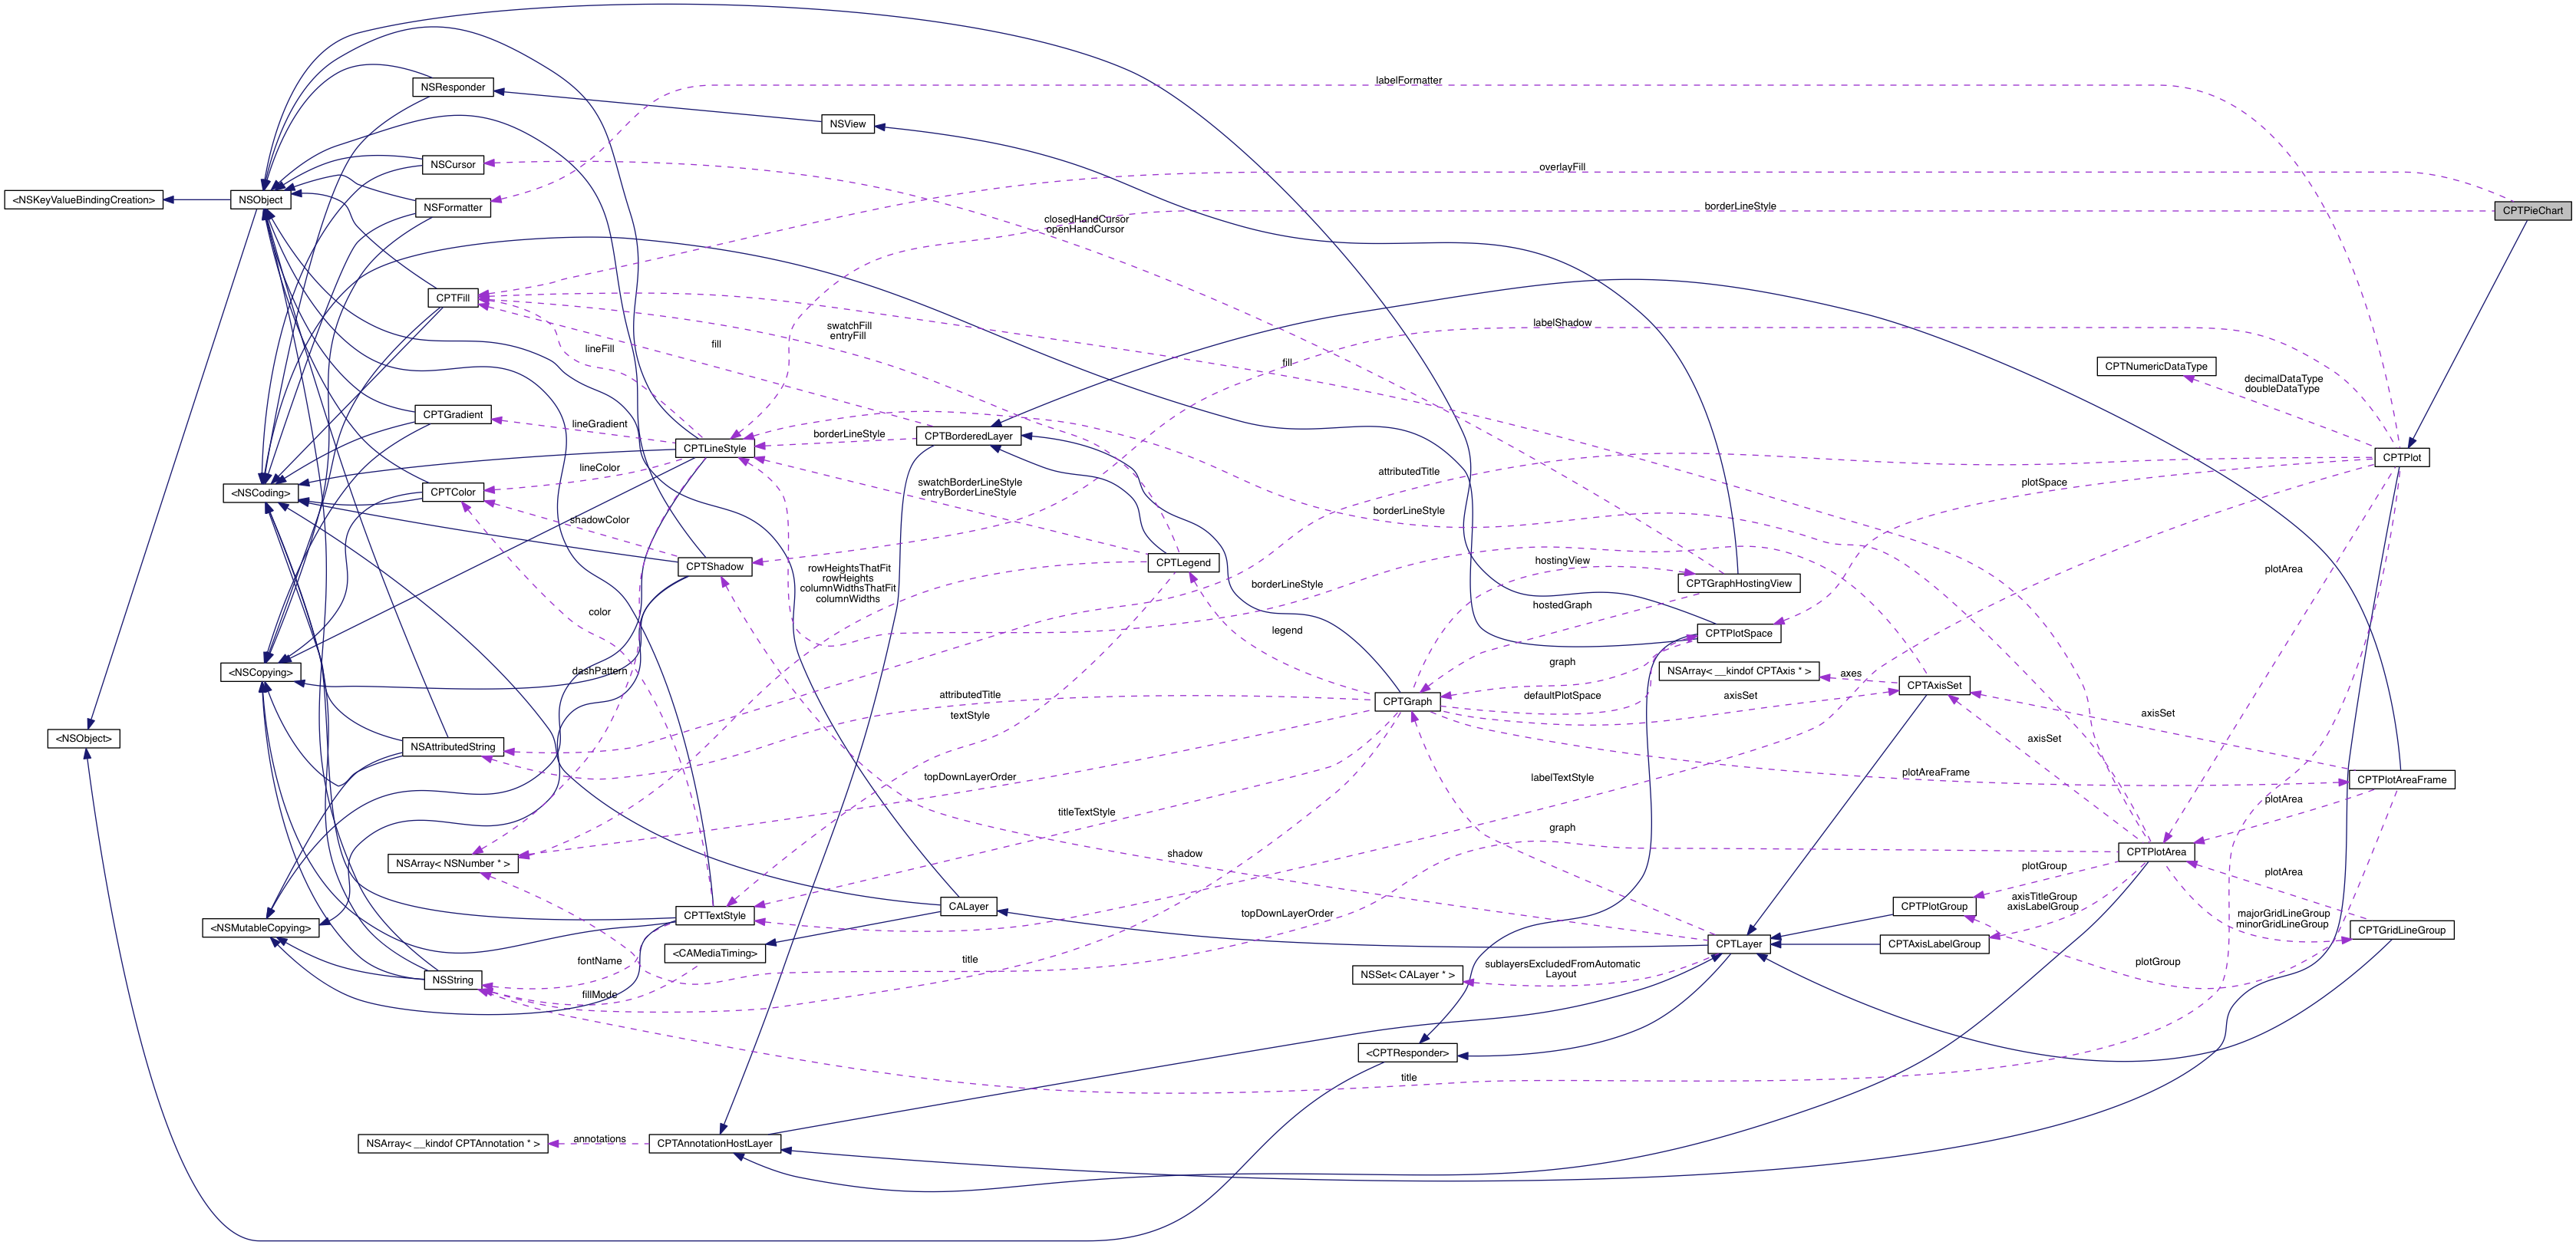 labelFormatter
NSResponder
NSView
NSCursor
overlayFill
<NSKeyValueBindingCreation>
NSObject
NSFormatter
borderLineStyle
CPTPieChart
closedHandCursor
openHandCursor
CPTFill
swatchFill
entryFill
labelShadow
lineFill
fill
fill
CPTNumericDataType
decimalDataType
doubleDataType
CPTGradient
lineGradient
borderLineStyle
CPTBorderedLayer
CPTLineStyle
CPTPlot
lineColor
attributedTitle
swatchBorderLineStyle
entryBorderLineStyle
plotSpace
<NSCoding>
CPTColor
shadowColor
borderLineStyle
CPTShadow
CPTLegend
hostingView
rowHeightsThatFit
rowHeights
columnWidthsThatFit
columnWidths
plotArea
borderLineStyle
CPTGraphHostingView
color
hostedGraph
legend
CPTPlotSpace
<NSCopying>
dashPattern
graph
NSArray< __kindof CPTAxis * >
axes
CPTAxisSet
attributedTitle
textStyle
defaultPlotSpace
axisSet
CPTGraph
axisSet
<NSObject>
NSAttributedString
axisSet
topDownLayerOrder
labelTextStyle
plotAreaFrame
CPTPlotAreaFrame
titleTextStyle
graph
plotArea
NSArray< NSNumber * >
shadow
CPTPlotArea
plotGroup
plotArea
CALayer
CPTPlotGroup
axisTitleGroup
axisLabelGroup
<NSMutableCopying>
CPTTextStyle
topDownLayerOrder
majorGridLineGroup
minorGridLineGroup
CPTGridLineGroup
<CAMediaTiming>
CPTLayer
CPTAxisLabelGroup
fontName
title
plotGroup
NSString
fillMode
NSSet< CALayer * >
sublayersExcludedFromAutomatic
Layout
<CPTResponder>
title
NSArray< __kindof CPTAnnotation * >
annotations
CPTAnnotationHostLayer